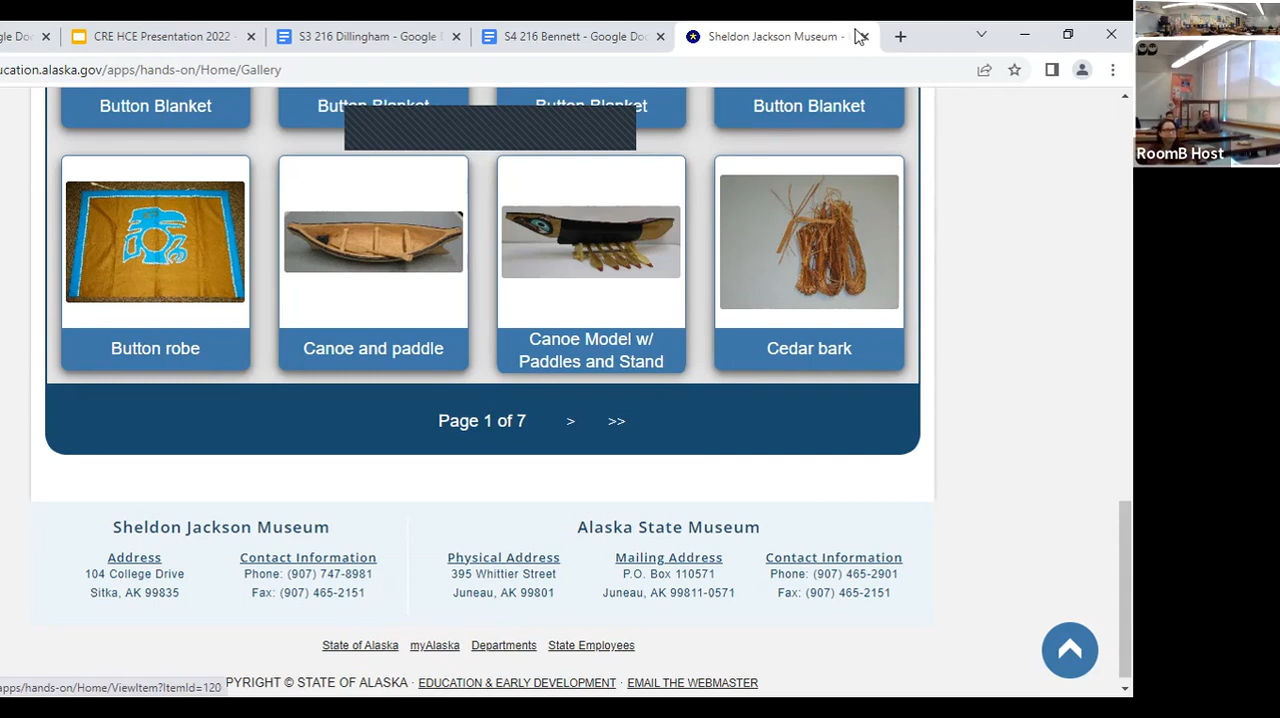 gle Doc
CRE HCE Presentation 2022 -
S3 216 Dillingham - Google D
S4 216 Bennett - Google Doc
Sheldon Jackson Museum -
ucation.alaska.gov/apps/hands-on/Home/Gallery
Button Blanket
Button Blanket
Button Blanket
Button Blanket
RoomB Host
Button robe
Canoe and paddle
Canoe Model w/
Paddles and Stand
Cedar bark
Page 1 of 7 > >>
Sheldon Jackson Museum
Address
104 College Drive
Sitka, AK 99835
Contact Information
Phone: (907) 747-8981
Fax: (907) 465-2151
Alaska State Museum
Physical Address
395 Whittier Street
Juneau, AK 99801
Mailing Address
P.O. Box 110571
Juneau, AK 99811-0571
Contact Information
Phone: (907) 465-2901
Fax: (907) 465-2151
State of Alaska myAlaska Departments State Employees
apps/hands-on/Home/ViewItem?ItemId=120
PYRIGHT © STATE OF ALASKA · EDUCATION & EARLY DEVELOPMENT · EMAIL THE WEBMASTER